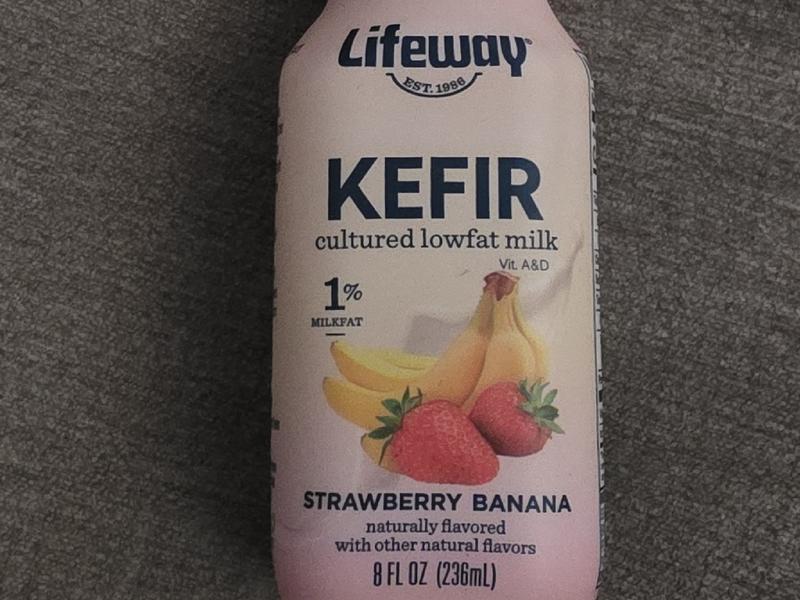 Lifeway
EST. 1986
KEFIR
cultured lowfat milk
Vit. A&D
1%
MILKFAT
STRAWBERRY BANANA
naturally flavored
with other natural flavors
8 FL OZ (236mL)